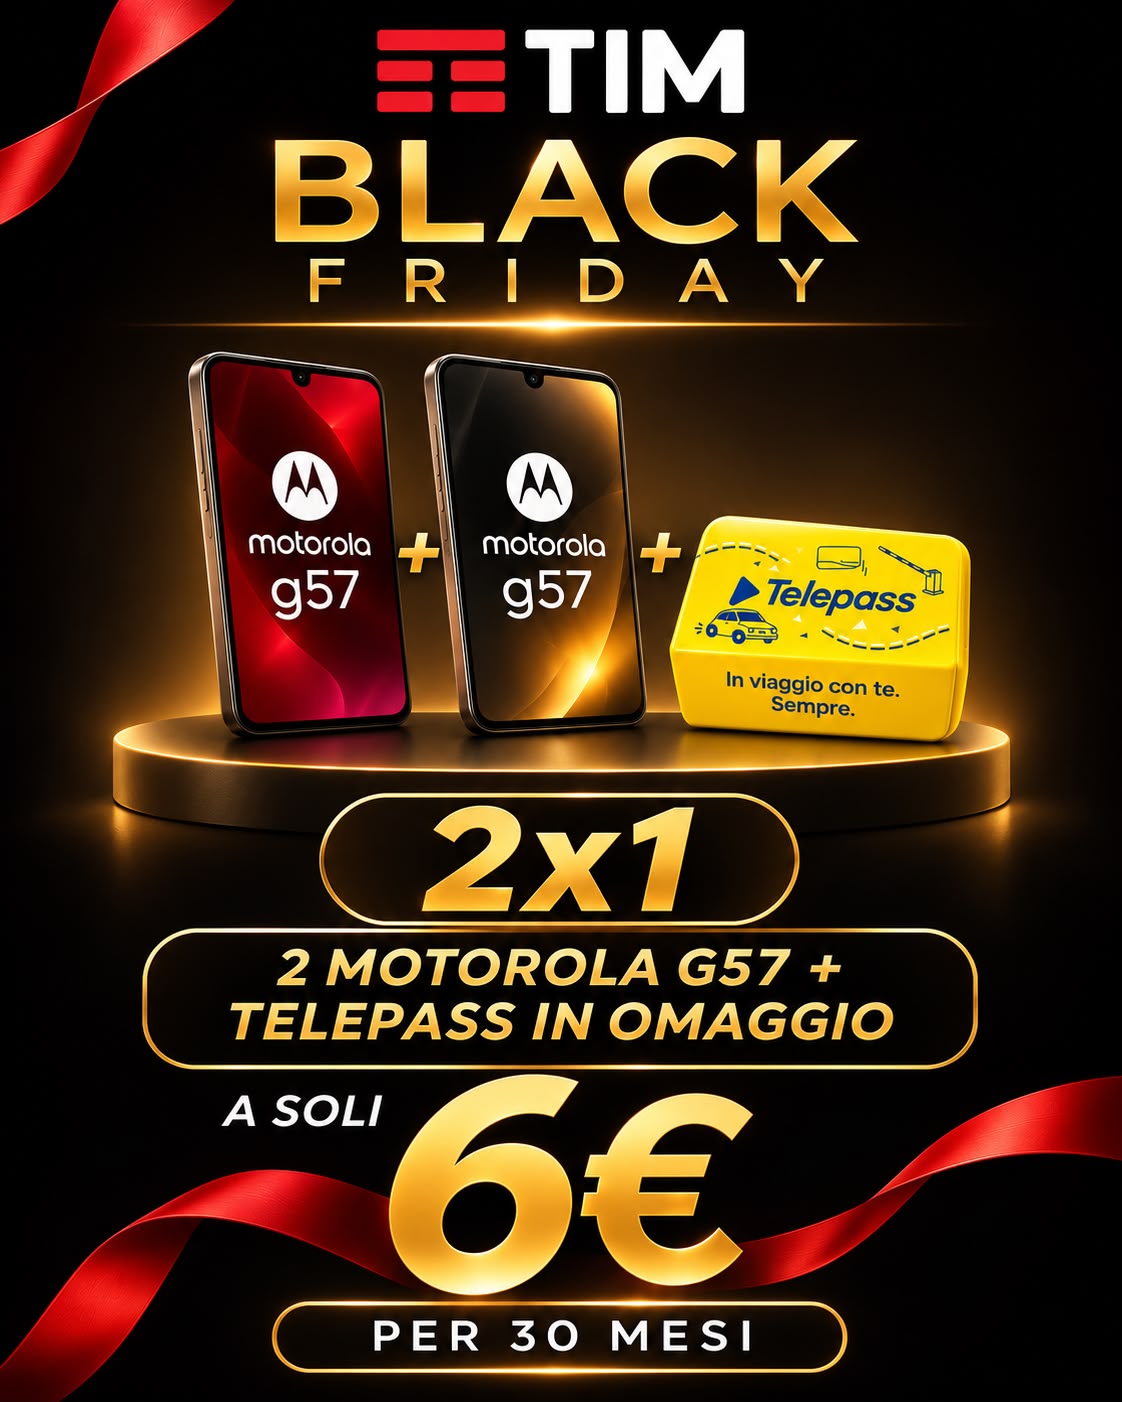 TIM
BLACK
FRIDAY
motorola
g57
+
motorola
g57
+
Telepass
In viaggio con te.
Sempre.
2x1
2 MOTOROLA G57 +
TELEPASS IN OMAGGIO
A SOLI
6€
PER 30 MESI